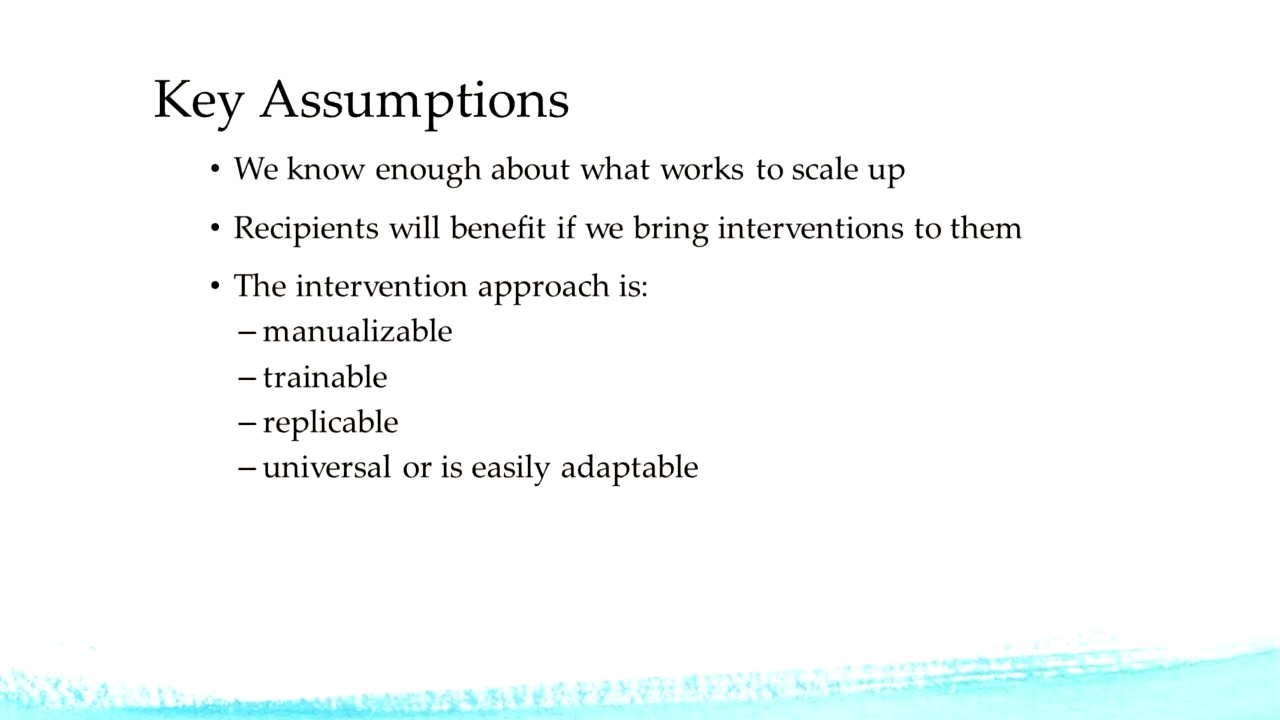 Key Assumptions
• We know enough about what works to scale up
• Recipients will benefit if we bring interventions to them
• The intervention approach is:
– manualizable
– trainable
– replicable
– universal or is easily adaptable